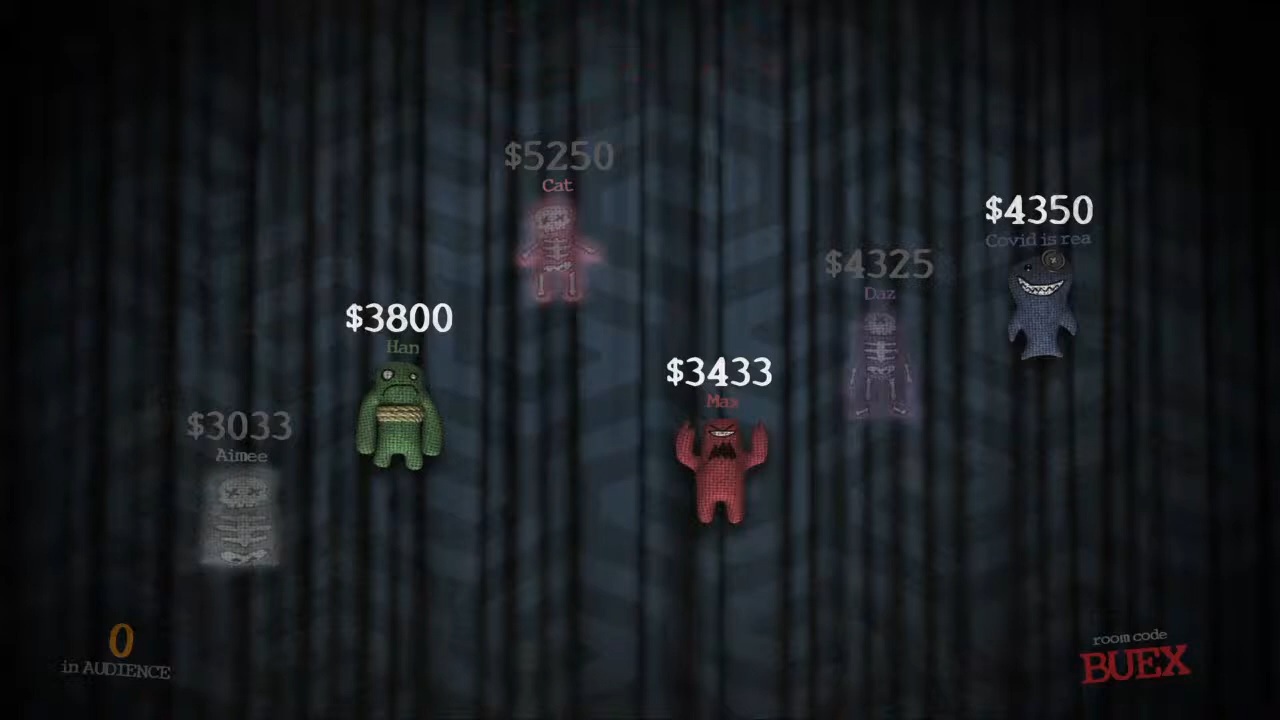 $5250
Cat
$4350
Covid is rea
$4325
Daz
$3800
Han
$3433
Max
$3033
Aimee
0
in AUDIENCE
room code
BUEX